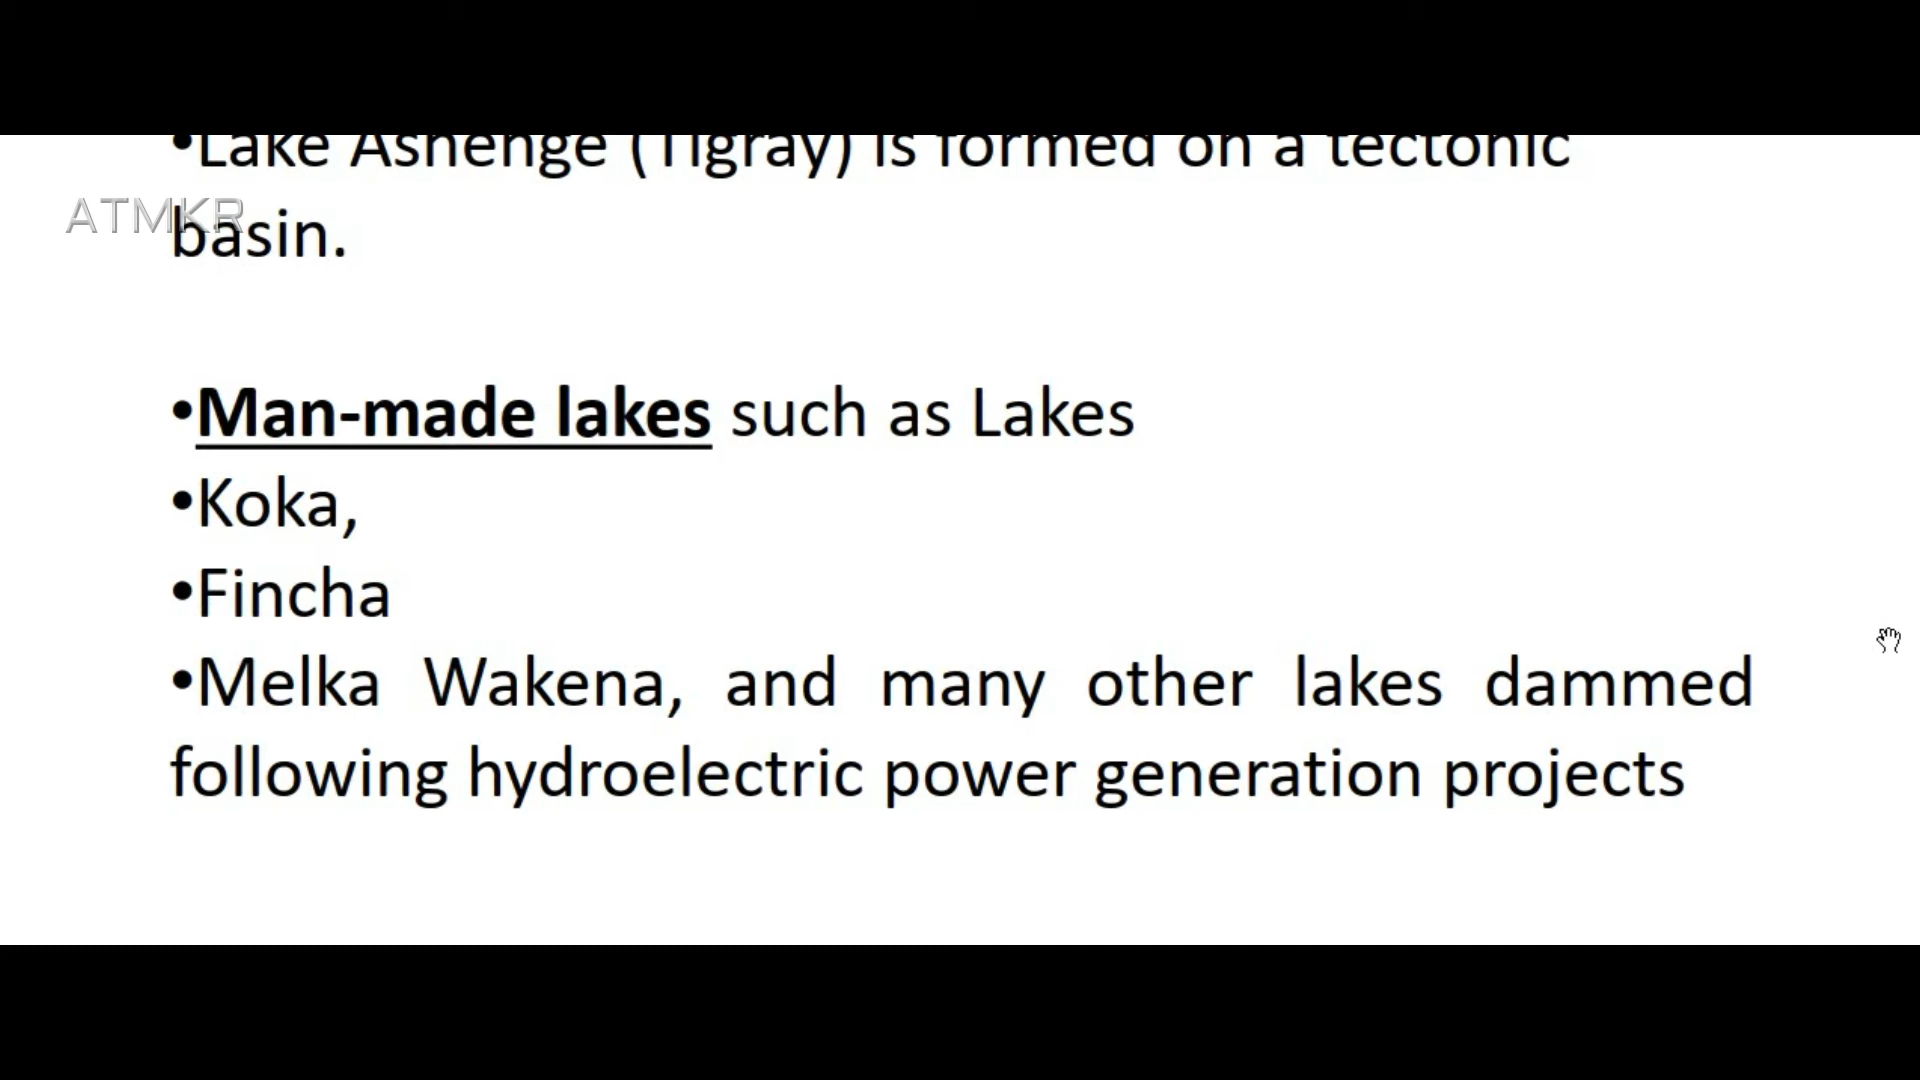 •Lake Ashenge (Tigray) is formed on a tectonic
ATMKR
basin.
•Man-made lakes such as Lakes
•Koka,
•Fincha
•Melka Wakena, and many other lakes dammed
following hydroelectric power generation projects